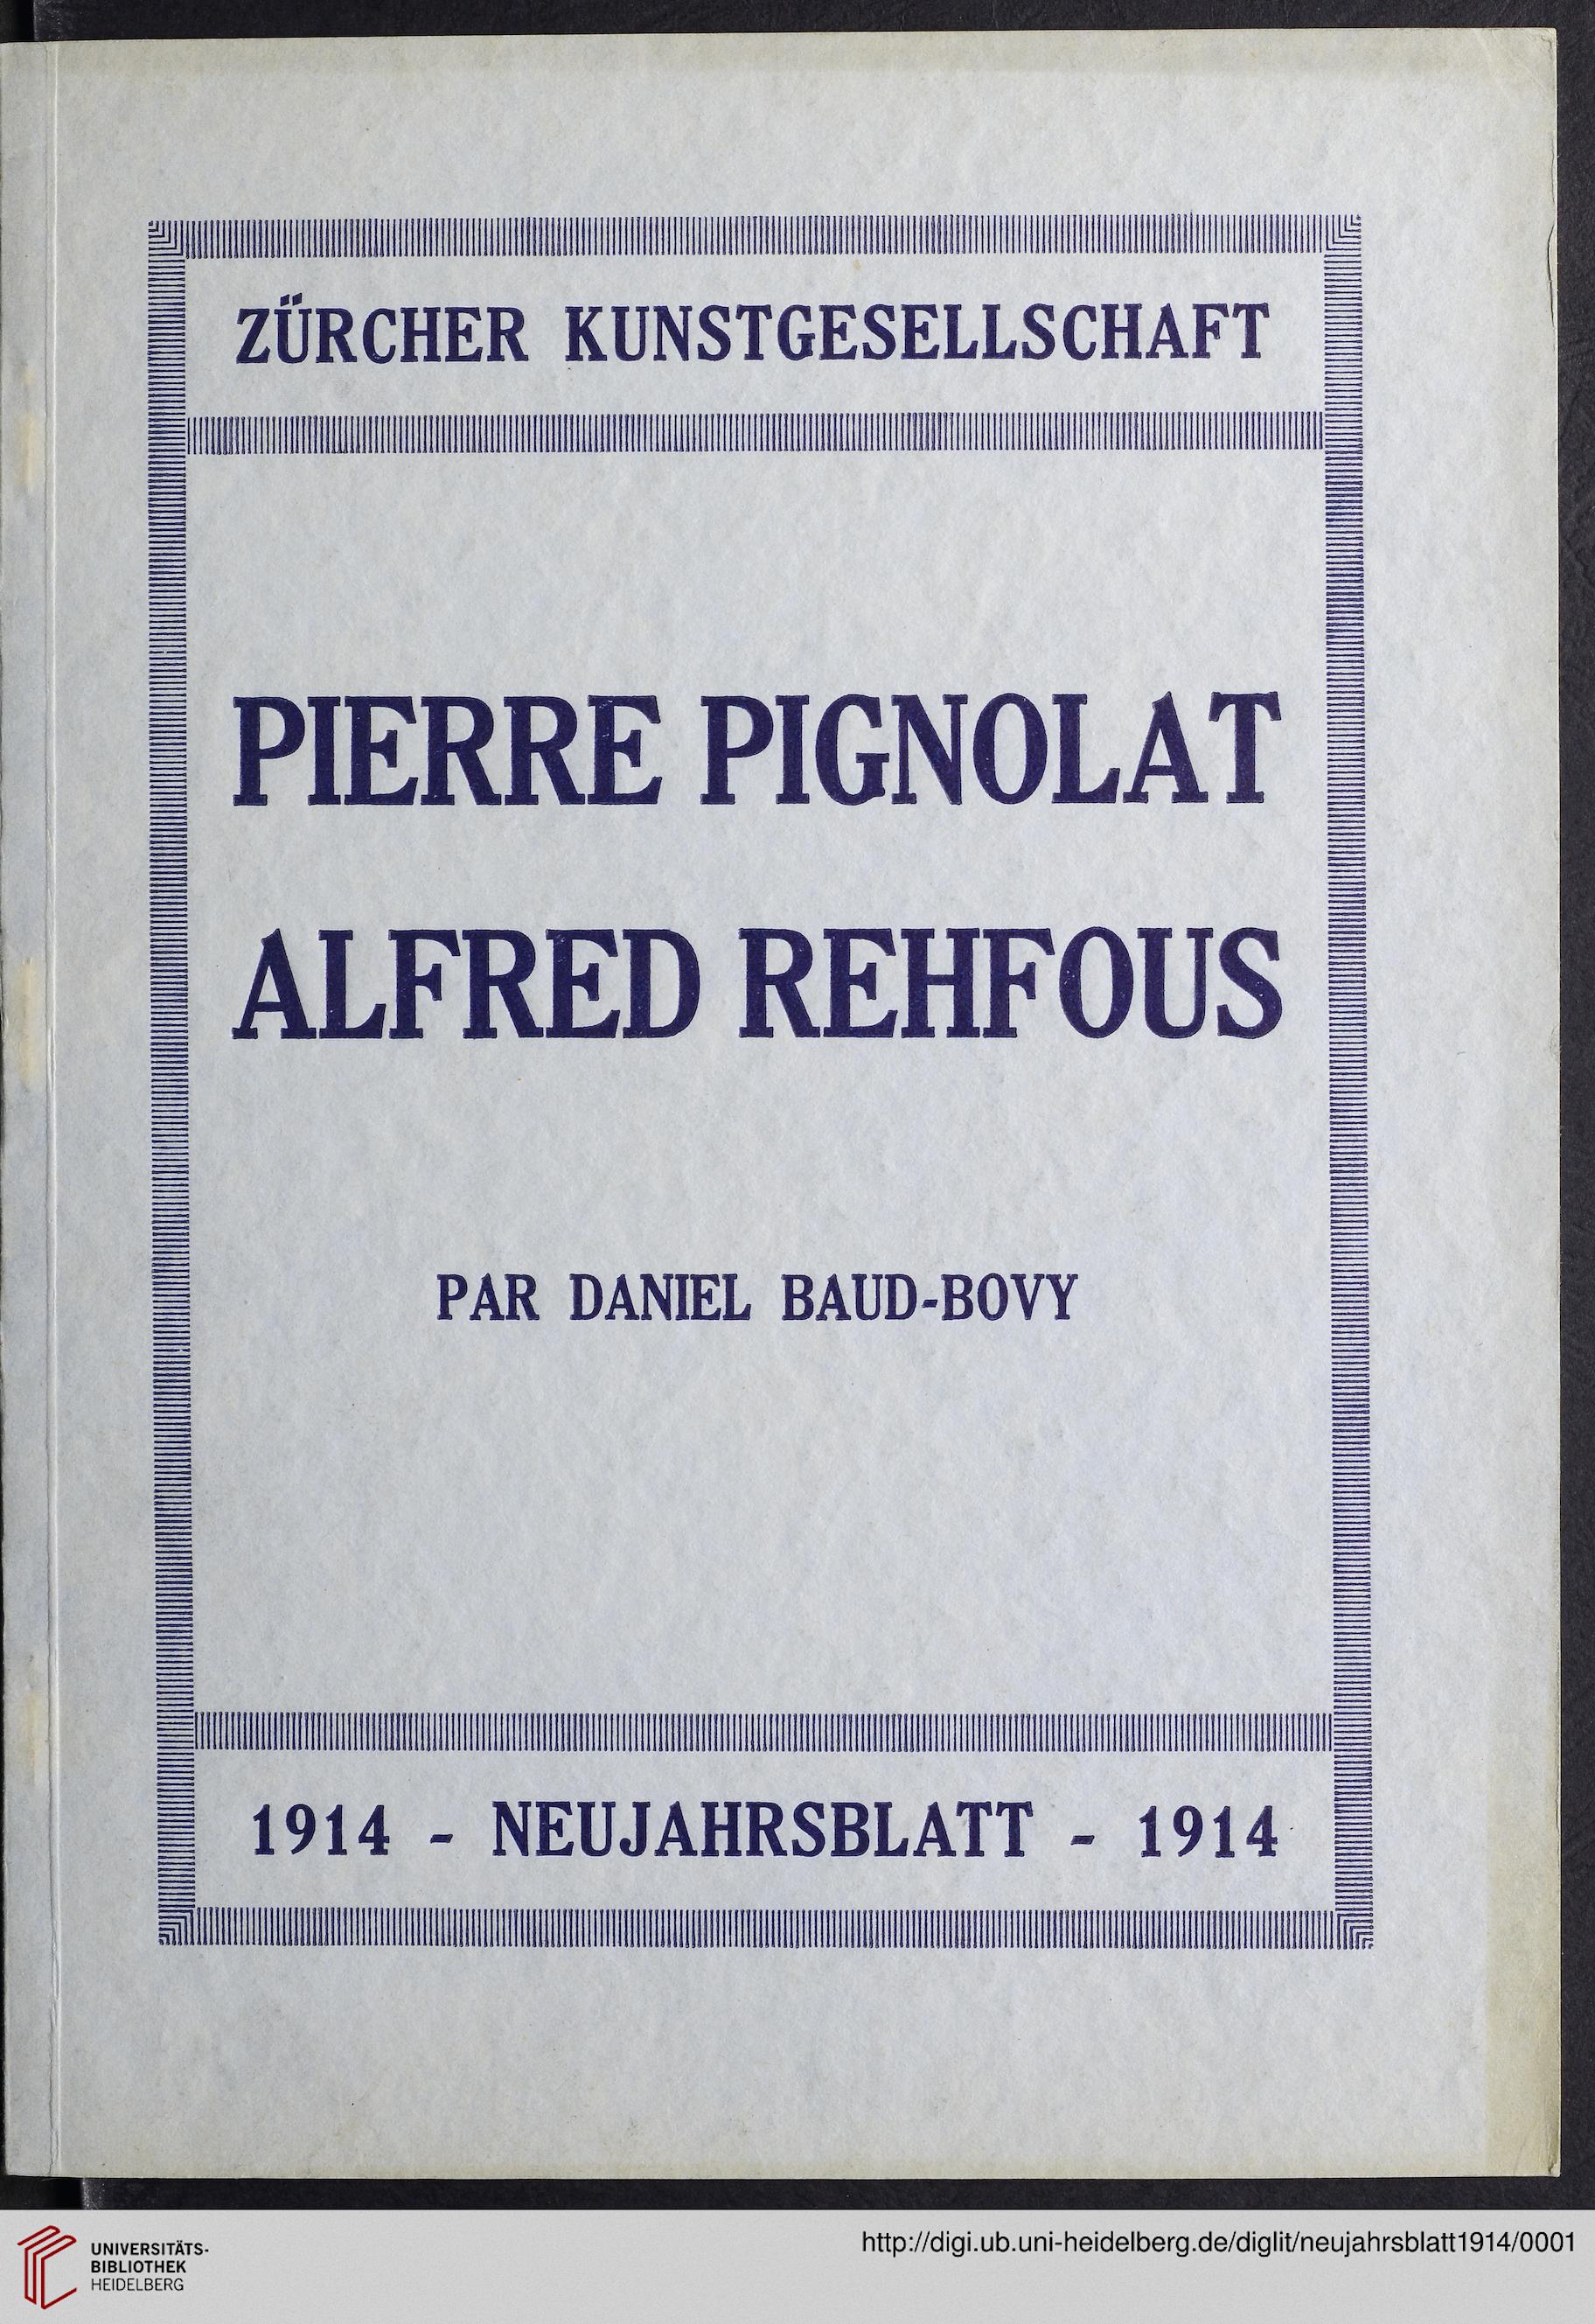 ZÜRCHER KUNSTGESELLSCHAFT
PIERRE PIGNOLAT
ALFRED REHFOUS
PAR DANIEL BAUD-BOVY
1914 - NEUJAHRSBLATT - 1914
UNIVERSITÄTS-
BIBLIOTHEK
HEIDELBERG
http://digi.ub.uni-heidelberg.de/diglit/neujahrsblatt1914/0001